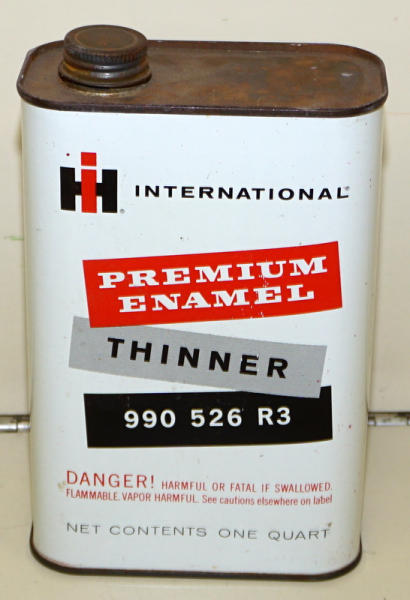 IH INTERNATIONAL®
PREMIUM
ENAMEL
THINNER
990 526 R3
DANGER! HARMFUL OR FATAL IF SWALLOWED.
FLAMMABLE. VAPOR HARMFUL. See cautions elsewhere on label
NET CONTENTS ONE QUART